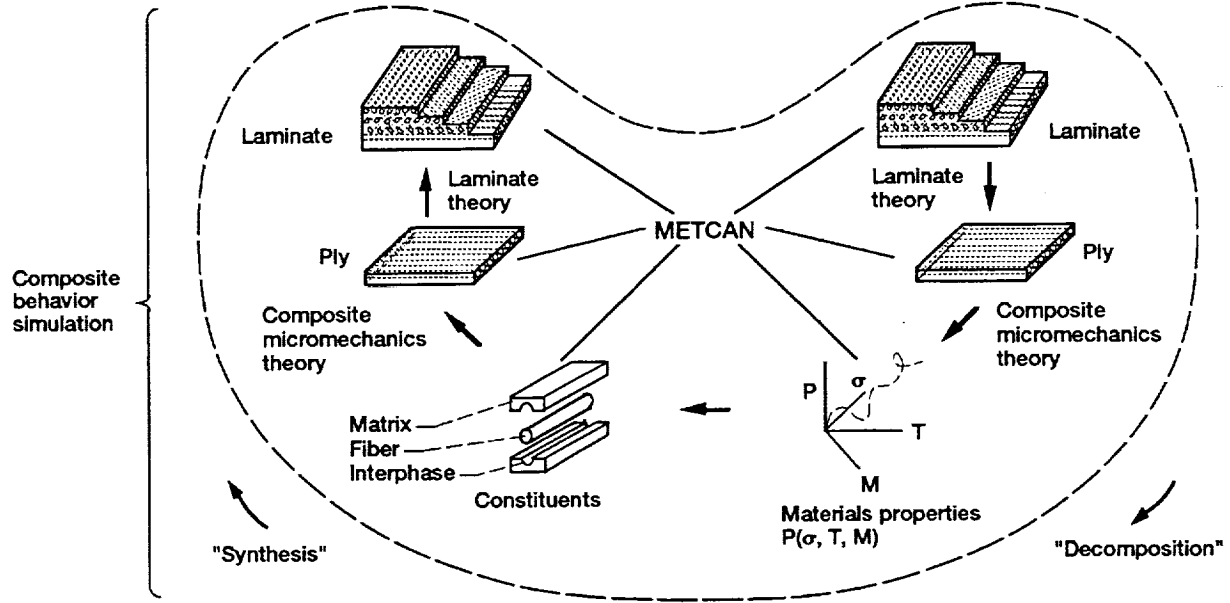 Laminate
Laminate
theory
Ply
Composite
micromechanics
theory
Matrix
Fiber
Interphase
Constituents
"Synthesis"
Composite
behavior
simulation
METCAN
Laminate
Laminate
theory
Ply
Composite
micromechanics
theory
P
σ
T
M
Materials properties
P(σ, T, M)
"Decomposition"